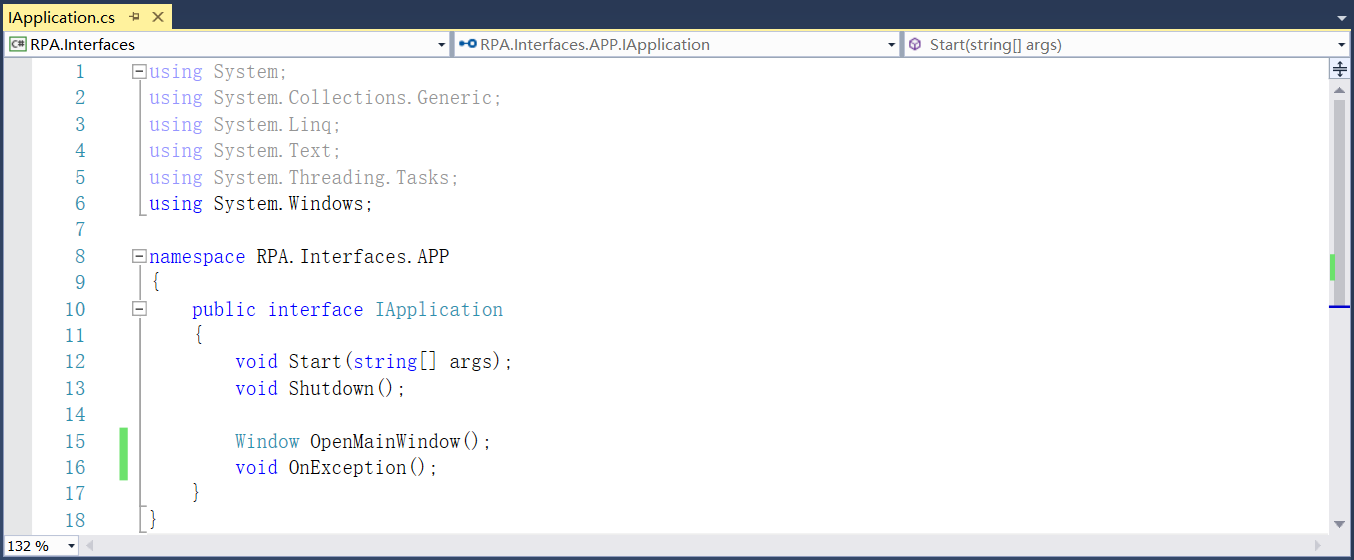 IApplication.cs
RPA.Interfaces
RPA.Interfaces.APP.IApplication
Start(string[] args)
1 using System;
2 using System.Collections.Generic;
3 using System.Linq;
4 using System.Text;
5 using System.Threading.Tasks;
6 using System.Windows;
7
8 namespace RPA.Interfaces.APP
9 {
10 public interface IApplication
11 {
12 void Start(string[] args);
13 void Shutdown();
14
15 Window OpenMainWindow();
16 void OnException();
17 }
18 }
132 %